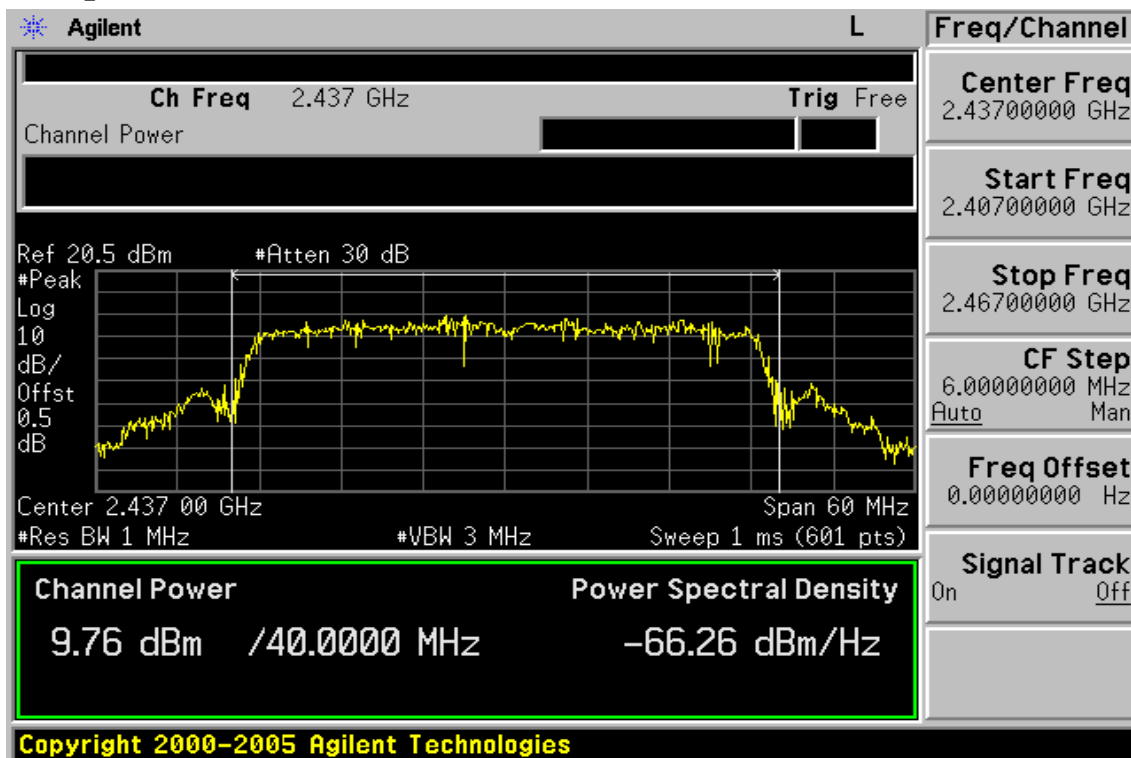 Agilent L Freq/Channel
Ch Freq 2.437 GHz Trig Free
Channel Power
Center Freq
2.43700000 GHz
Start Freq
2.40700000 GHz
Stop Freq
2.46700000 GHz
CF Step
6.00000000 MHz
Auto Man
Freq Offset
0.00000000 Hz
Signal Track
On Off
Ref 20.5 dBm #Atten 30 dB
#Peak
Log
10
dB/
Offst
0.5
dB
Center 2.437 00 GHz Span 60 MHz
#Res BW 1 MHz #VBW 3 MHz Sweep 1 ms (601 pts)
Channel Power Power Spectral Density
9.76 dBm /40.0000 MHz -66.26 dBm/Hz
Copyright 2000-2005 Agilent Technologies